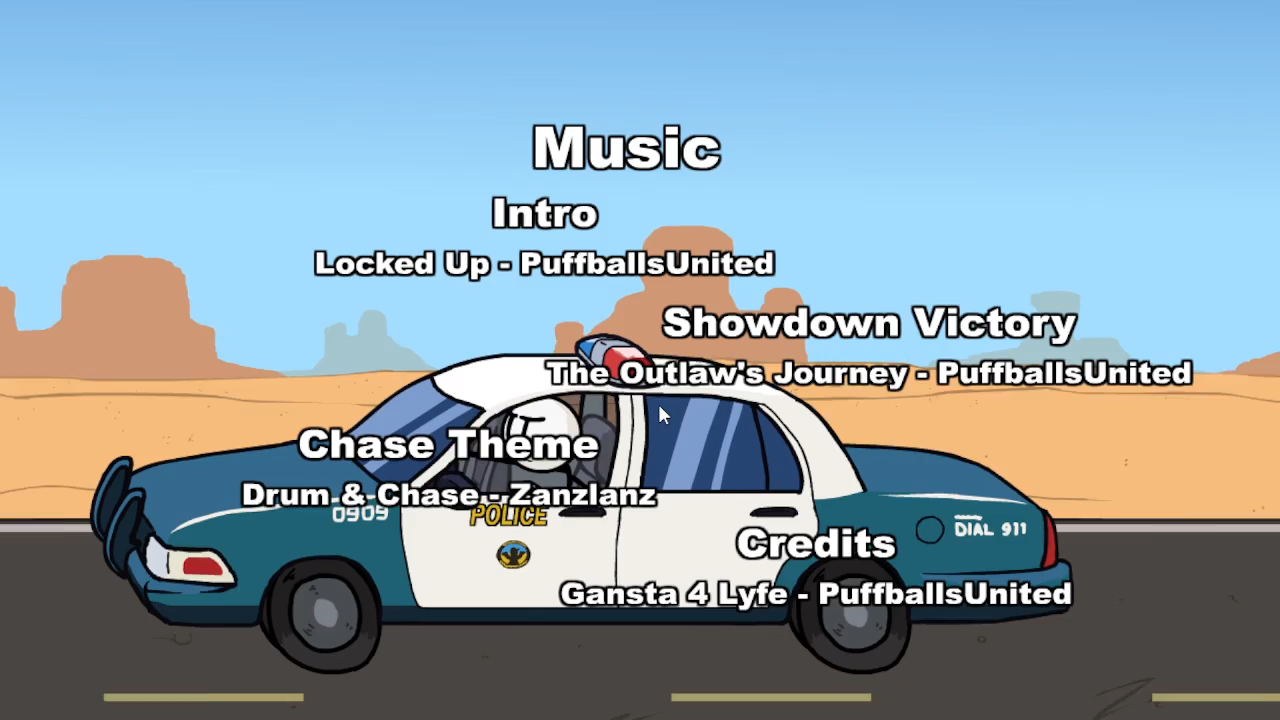 Music
Intro
Locked Up - PuffballsUnited
Showdown Victory
The Outlaw's Journey - PuffballsUnited
Chase Theme
Drum & Chase - Zanzlanz
0909
POLICE
DIAL 911
Credits
Gansta 4 Lyfe - PuffballsUnited